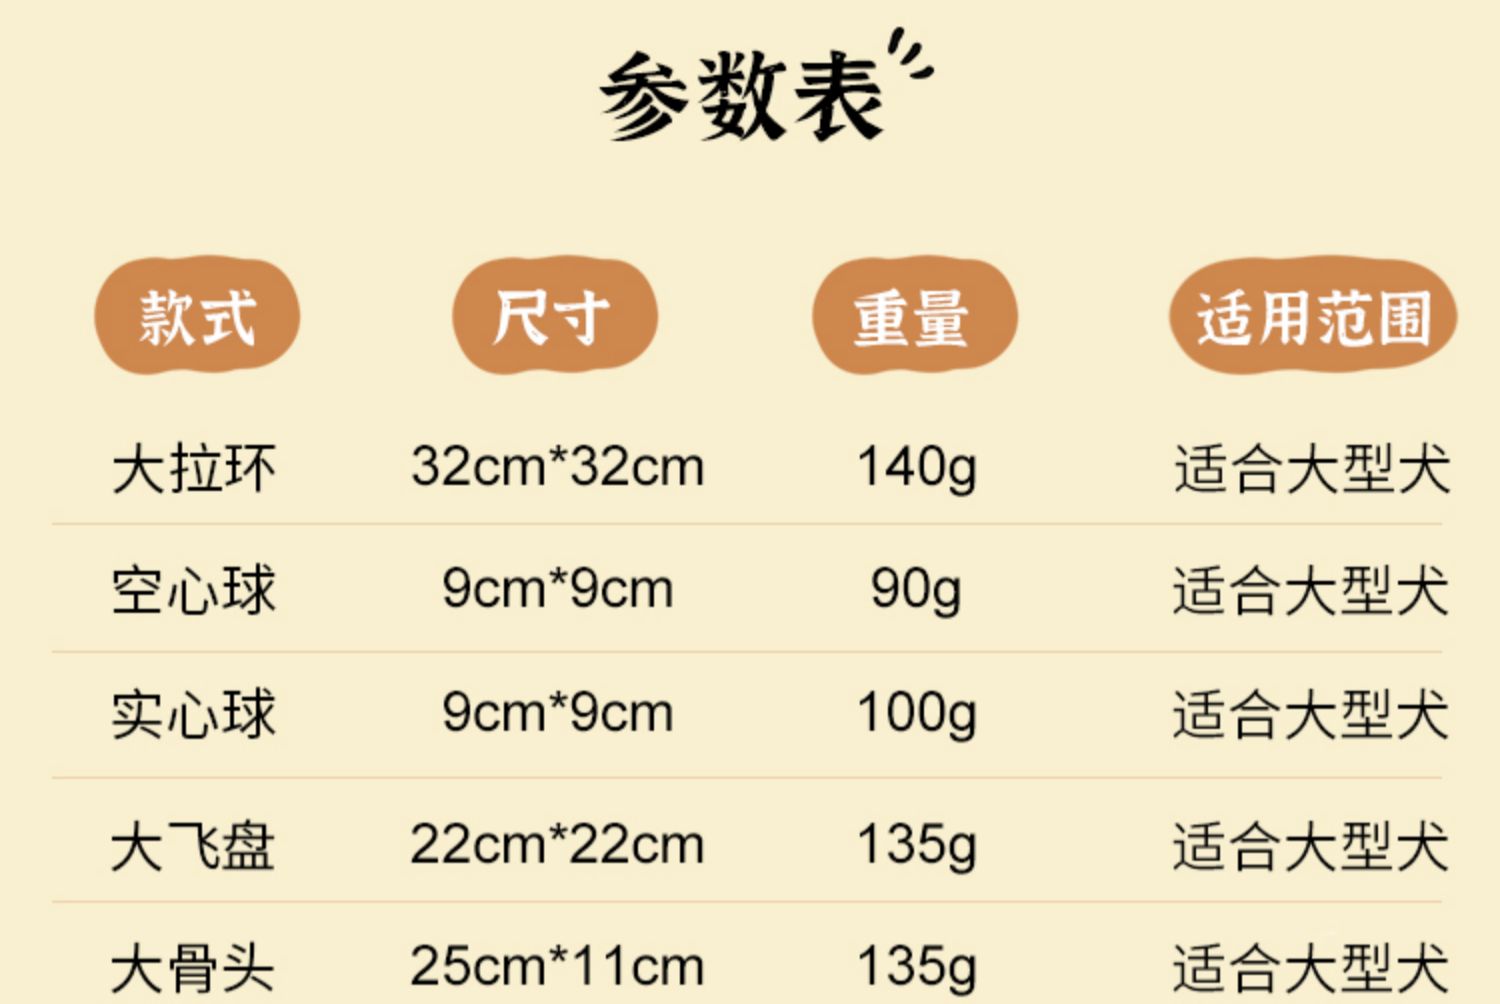 参数表
款式 尺寸 重量 适用范围
大拉环 32cm*32cm 140g 适合大型犬
空心球 9cm*9cm 90g 适合大型犬
实心球 9cm*9cm 100g 适合大型犬
大飞盘 22cm*22cm 135g 适合大型犬
大骨头 25cm*11cm 135g 适合大型犬